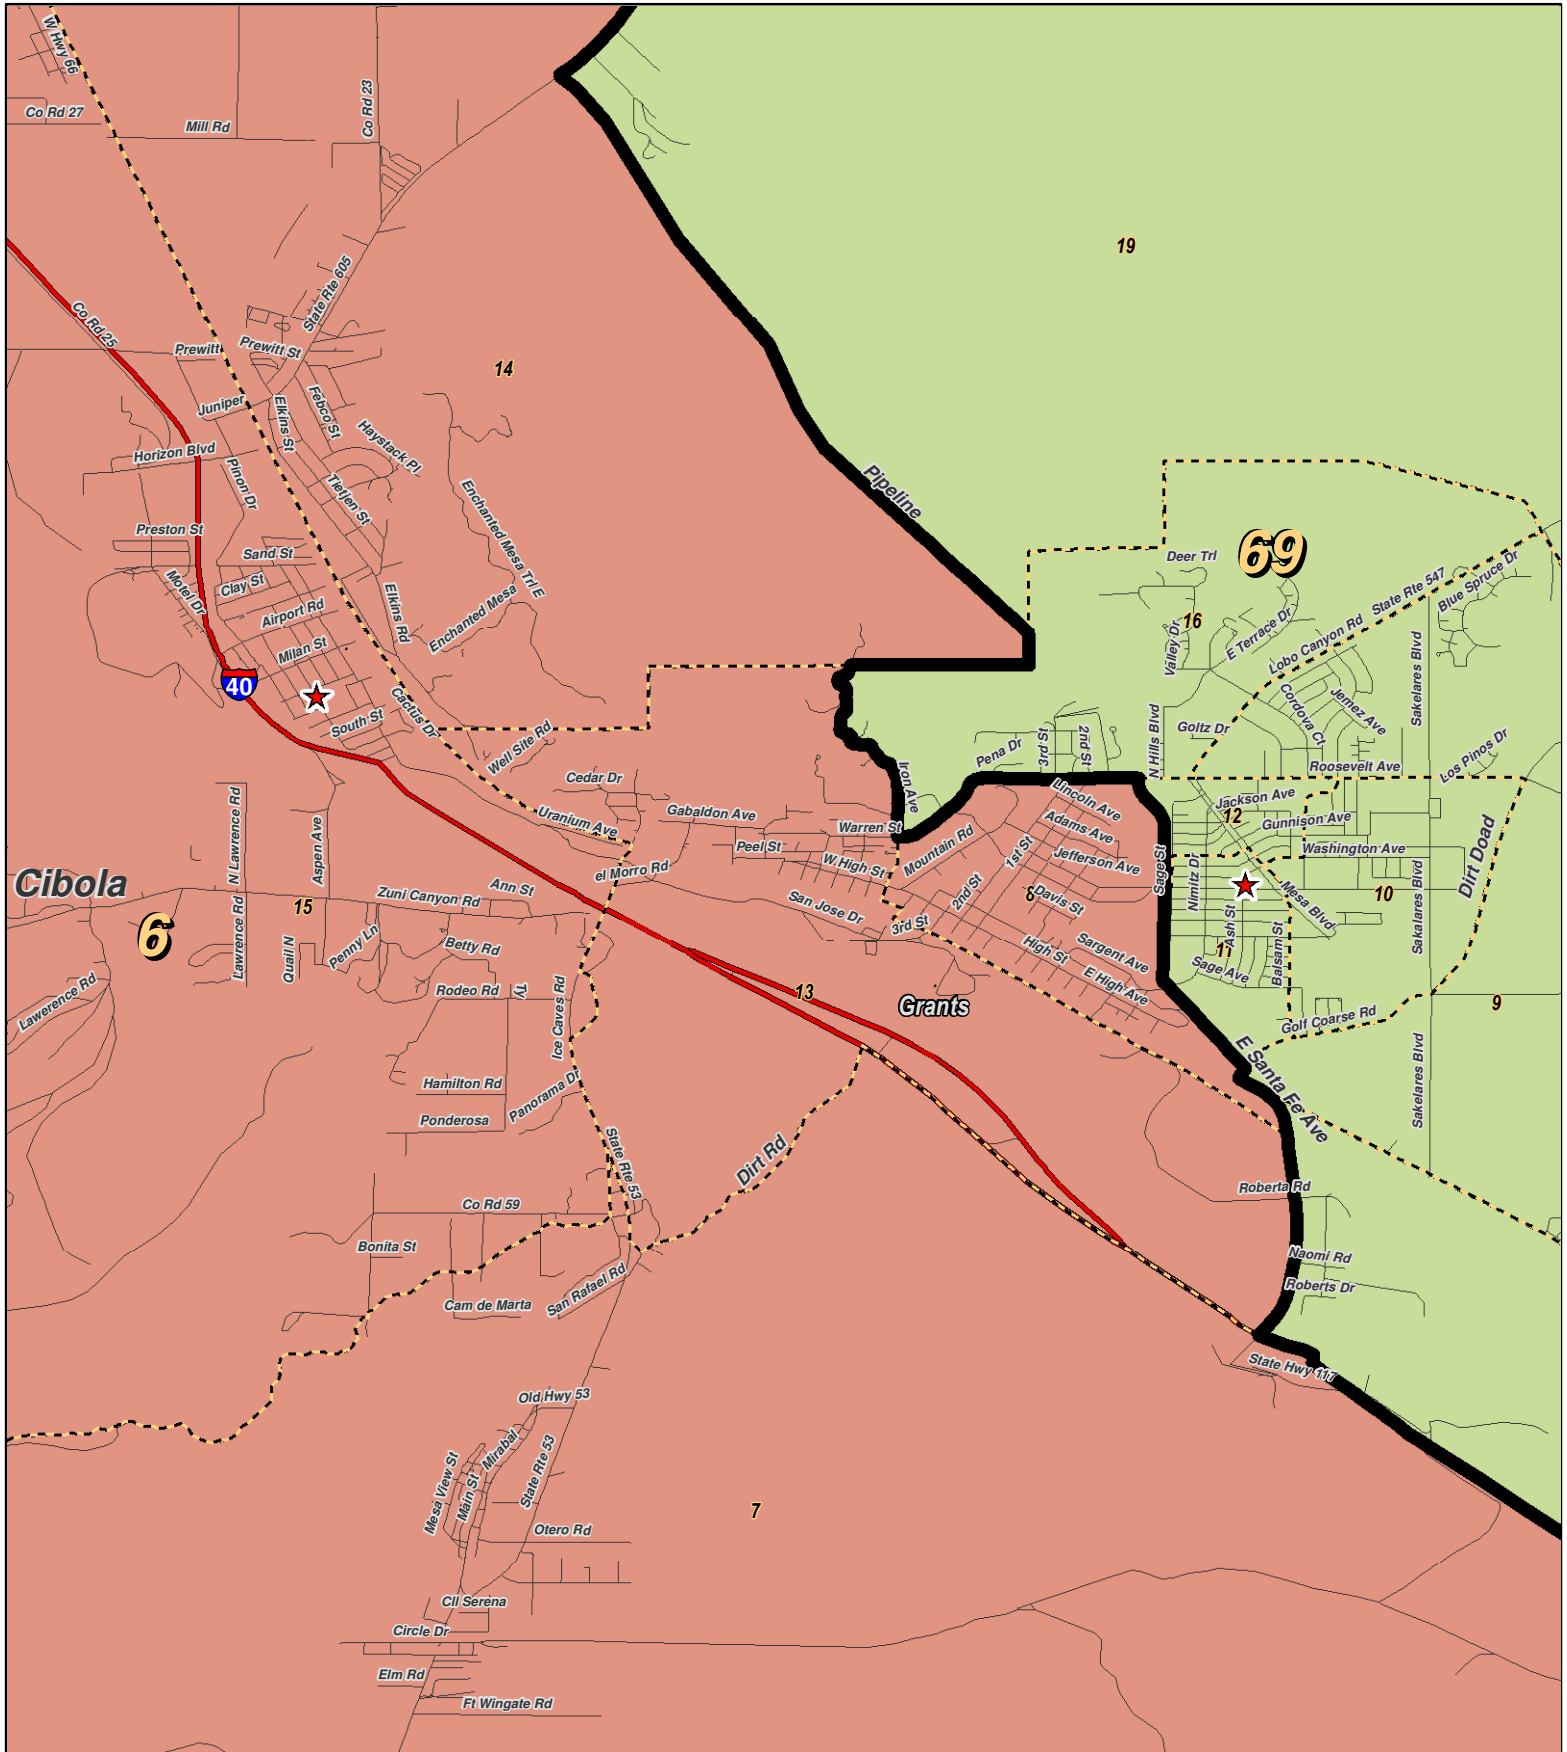 W Hwy 66
Co Rd 27
Mill Rd
Co Rd 23
19
State Rte 605
Co Rd 25
Prewitt
Prewitt St
14
Juniper
Elkins St
Febco St
Haystack Pl
Horizon Blvd
Pinon Dr
Tietjen St
Enchanted Mesa Trl E
Pipeline
Preston St
Sand St
69
Deer Trl
State Rte 547
Blue Spruce Dr
Motel Dr
Clay St
Airport Rd
Elkins Rd
Enchanted Mesa
16
Valley Dr
E Terrace Dr
Lobo Canyon Rd
Sakelares Blvd
Milan St
40
Cactus Dr
South St
Well Site Rd
Cordova Ct
Jemez Ave
Goltz Dr
N Hills Blvd
Pena Dr
3rd St
2nd St
Roosevelt Ave
Los Pinos Dr
Iron Ave
Cedar Dr
N Lawrence Rd
Aspen Ave
Uranium Ave
Gabaldon Ave
Warren St
Lincoln Ave
Adams Ave
Jackson Ave
12
Gunnison Ave
Washington Ave
Dirt Doad
Peel St
W High St
Mountain Rd
1st St
Jefferson Ave
Sage St
Cibola
el Morro Rd
Ann St
Zuni Canyon Rd
15
6
San Jose Dr
2nd St
8
Davis St
Nimitz Dr
Mesa Blvd
10
Sakalares Blvd
3rd St
Lawrence Rd
Quail N
Penny Ln
Betty Rd
High St
Sargent Ave
E High Ave
Ash St
11
Balsam St
Sage Ave
Lawerence Rd
Rodeo Rd
Ty
Ice Caves Rd
13
Grants
9
Golf Coarse Rd
E Santa Fe Ave
Sakelares Blvd
Hamilton Rd
Panorama Dr
Ponderosa
State Rte 53
Dirt Rd
Roberta Rd
Co Rd 59
Bonita St
Naomi Rd
Roberts Dr
San Rafael Rd
Cam de Marta
State Hwy 117
Old Hwy 53
Mirabal
Mesa View St
Main St
State Rte 53
7
Otero Rd
Cll Serena
Circle Dr
Elm Rd
Ft Wingate Rd